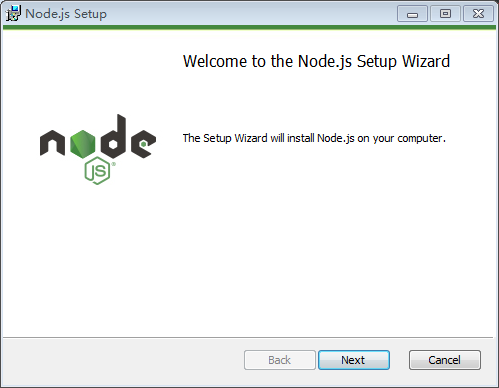 Node.js Setup
Welcome to the Node.js Setup Wizard
node
JS®
The Setup Wizard will install Node.js on your computer.
Back Next Cancel